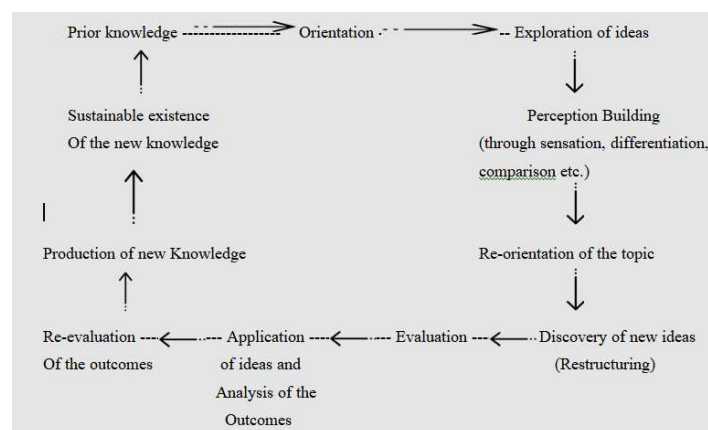 Prior knowledge Orientation Exploration of ideas
Sustainable existence
Of the new knowledge
Perception Building
(through sensation, differentiation,
comparison etc.)
Production of new Knowledge
Re-orientation of the topic
Re-evaluation
Of the outcomes
Application
of ideas and
Analysis of the
Outcomes
Evaluation
Discovery of new ideas
(Restructuring)